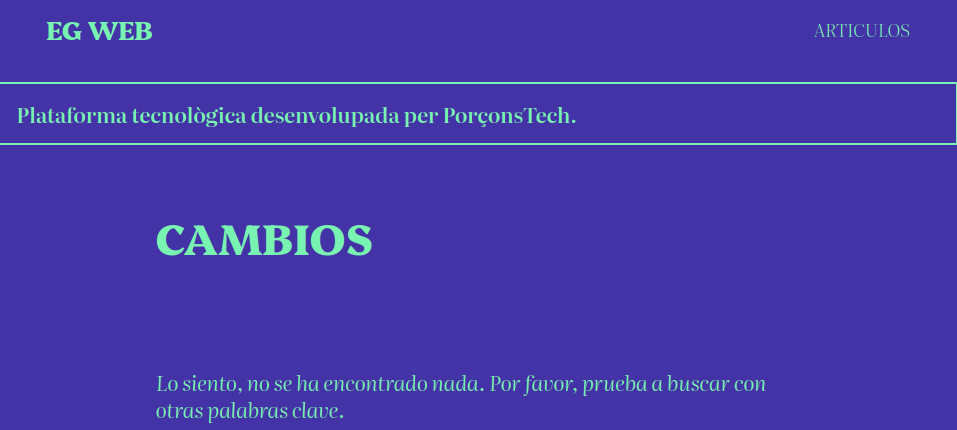 EG WEB
ARTICULOS
Plataforma tecnològica desenvolupada per PorçonsTech.
CAMBIOS
Lo siento, no se ha encontrado nada. Por favor, prueba a buscar con
otras palabras clave.